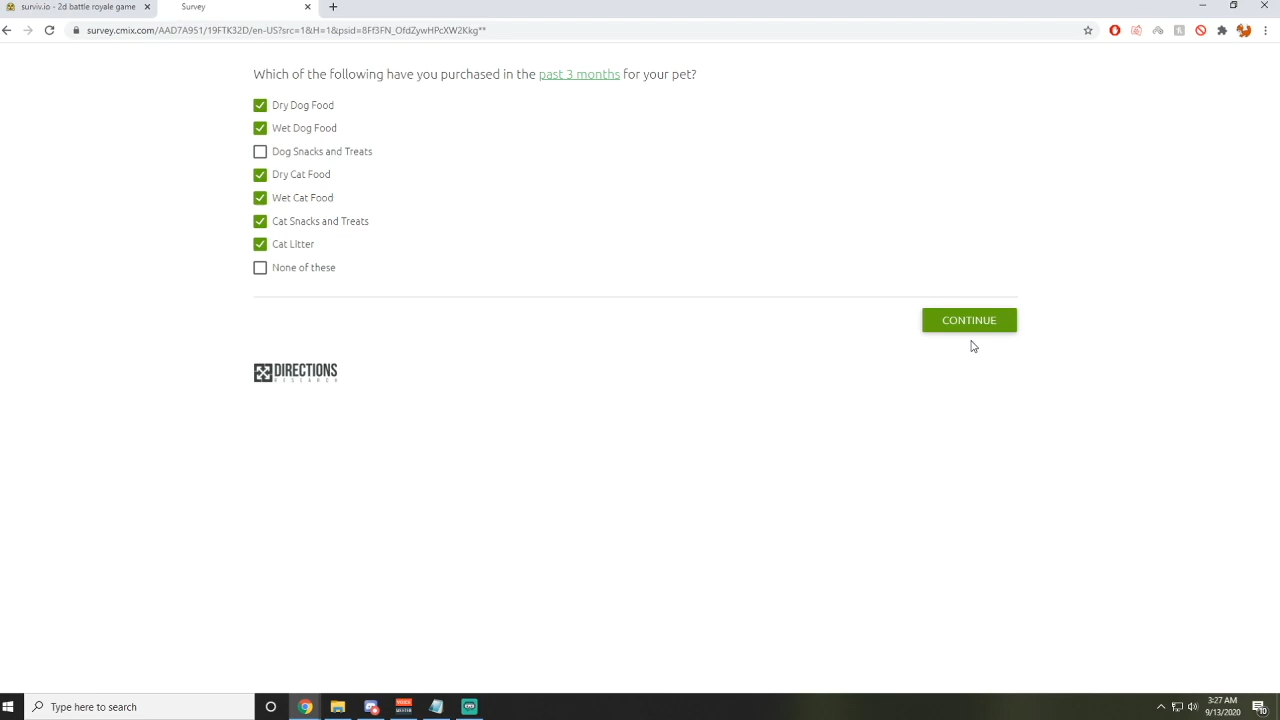 surviv.io - 2d battle royale game
Survey
survey.cmix.com/AAD7A951/19FTK32D/en-US?src=1&H=1&psid=8Ff3FN_OfdZywHPcXW2Kkg**
Which of the following have you purchased in the past 3 months for your pet?
Dry Dog Food
Wet Dog Food
Dog Snacks and Treats
Dry Cat Food
Wet Cat Food
Cat Snacks and Treats
Cat Litter
None of these
CONTINUE
DIRECTIONS
RESEARCH
Type here to search
3:27 AM
9/13/2020